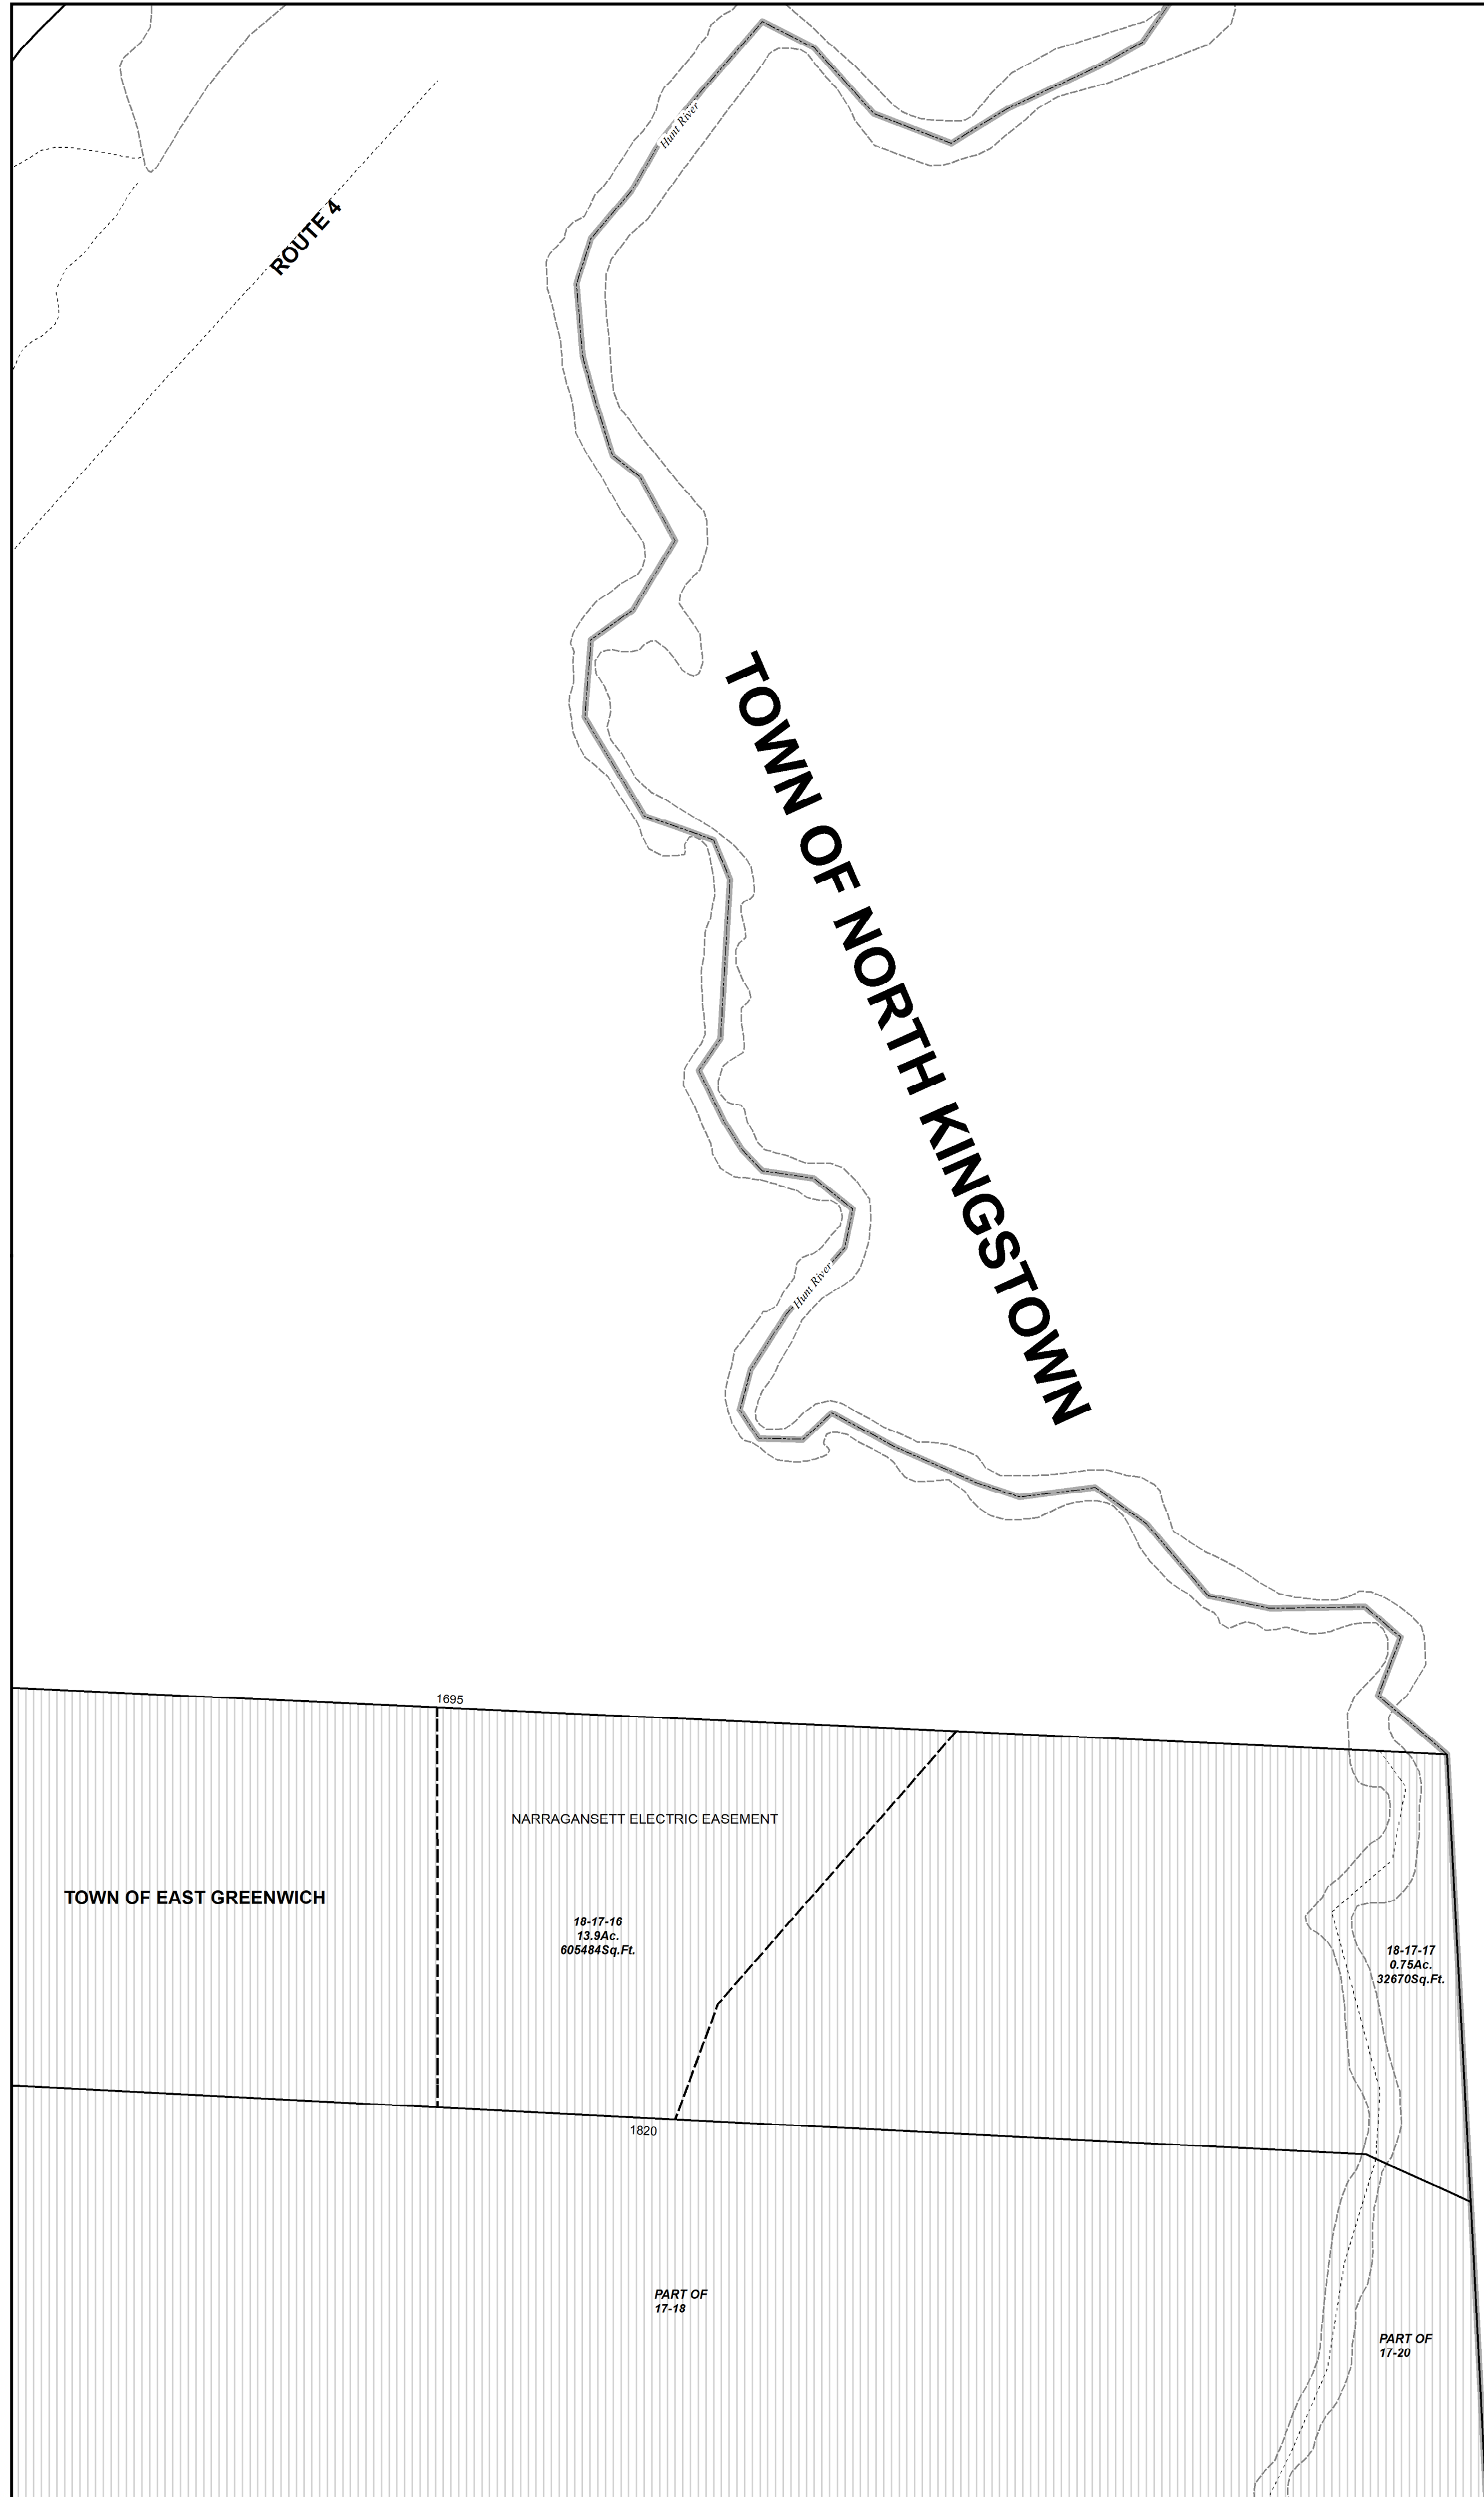 Hunt River
ROUTE 4
TOWN OF NORTH KINGSTOWN
Hunt River
1695
NARRAGANSETT ELECTRIC EASEMENT
TOWN OF EAST GREENWICH
18-17-16
13.9Ac.
605484Sq.Ft.
18-17-17
0.75Ac.
32670Sq.Ft.
1820
PART OF
17-18
PART OF
17-20